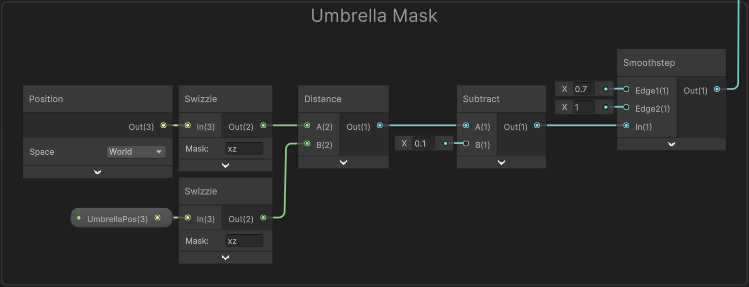 Umbrella Mask
Position
Out(3)
Space
World
Swizzle
In(3)
Out(2)
Mask:
xz
Swizzle
UmbrellaPos(3)
In(3)
Out(2)
Mask:
xz
Distance
A(2)
Out(1)
B(2)
X 0.1
Subtract
A(1)
Out(1)
B(1)
X 0.7
X 1
Smoothstep
Edge1(1)
Out(1)
Edge2(1)
In(1)